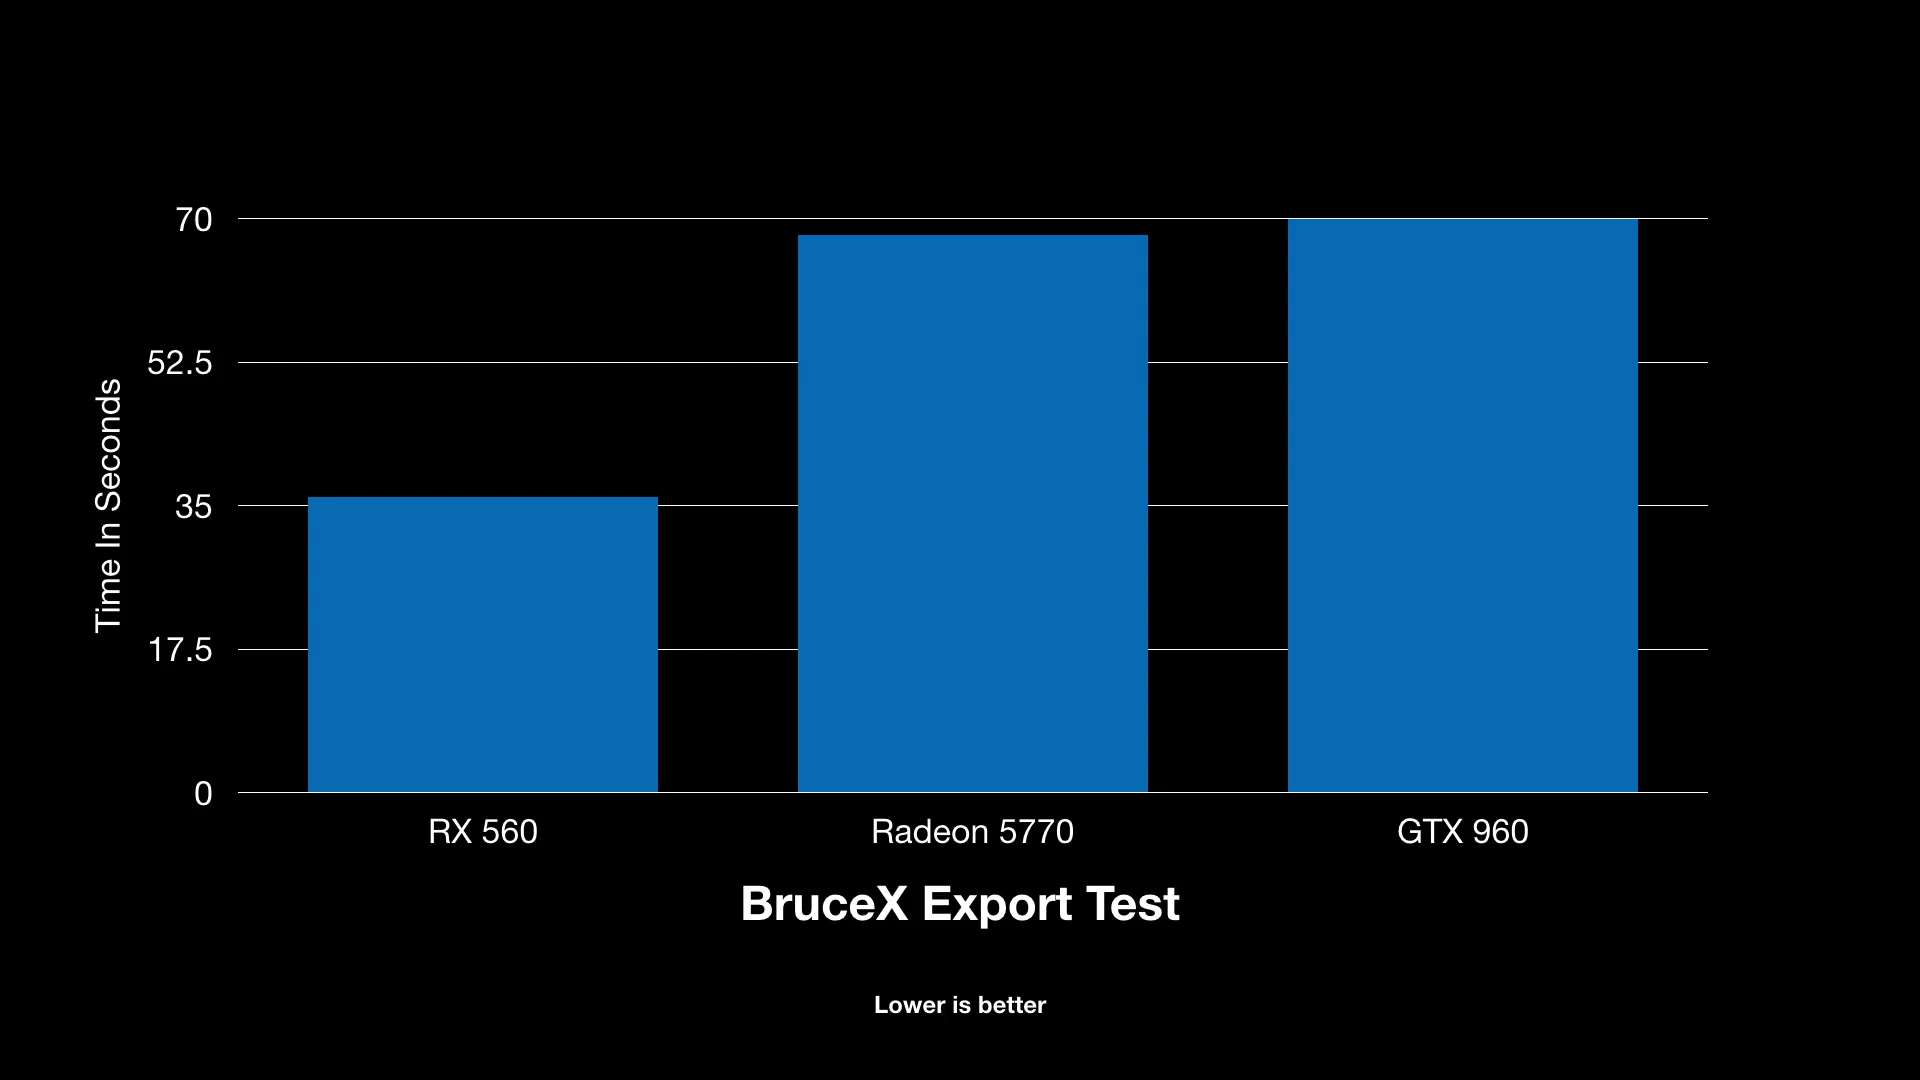 70
52.5
35
17.5
0
Time In Seconds
RX 560
Radeon 5770
GTX 960
BruceX Export Test
Lower is better